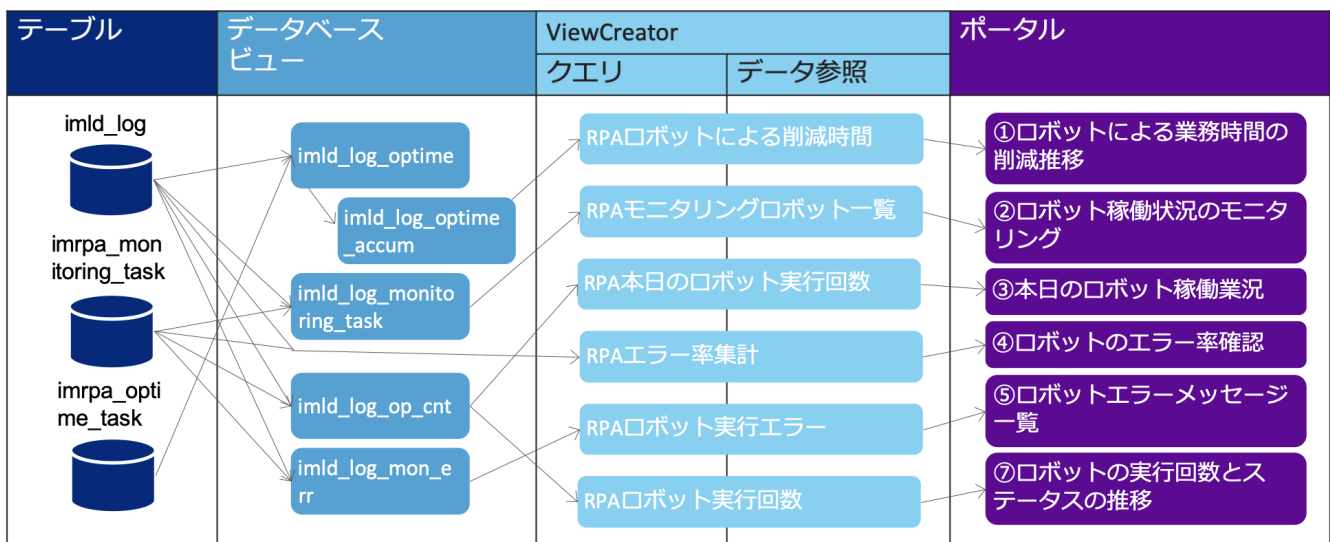 テーブル
データベース
ビュー
ViewCreator
クエリ
データ参照
ポータル
imld_log
imrpa_mon
itoring_task
imrpa_opti
me_task
imld_log_optime
imld_log_optime
_accum
imld_log_monito
ring_task
imld_log_op_cnt
imld_log_mon_e
rr
RPAロボットによる削減時間
RPAモニタリングロボット一覧
RPA本日のロボット実行回数
RPAエラー率集計
RPAロボット実行エラー
RPAロボット実行回数
①ロボットによる業務時間の
削減推移
②ロボット稼働状況のモニタ
リング
③本日のロボット稼働業況
④ロボットのエラー率確認
⑤ロボットエラーメッセージ
一覧
⑦ロボットの実行回数とス
テータスの推移